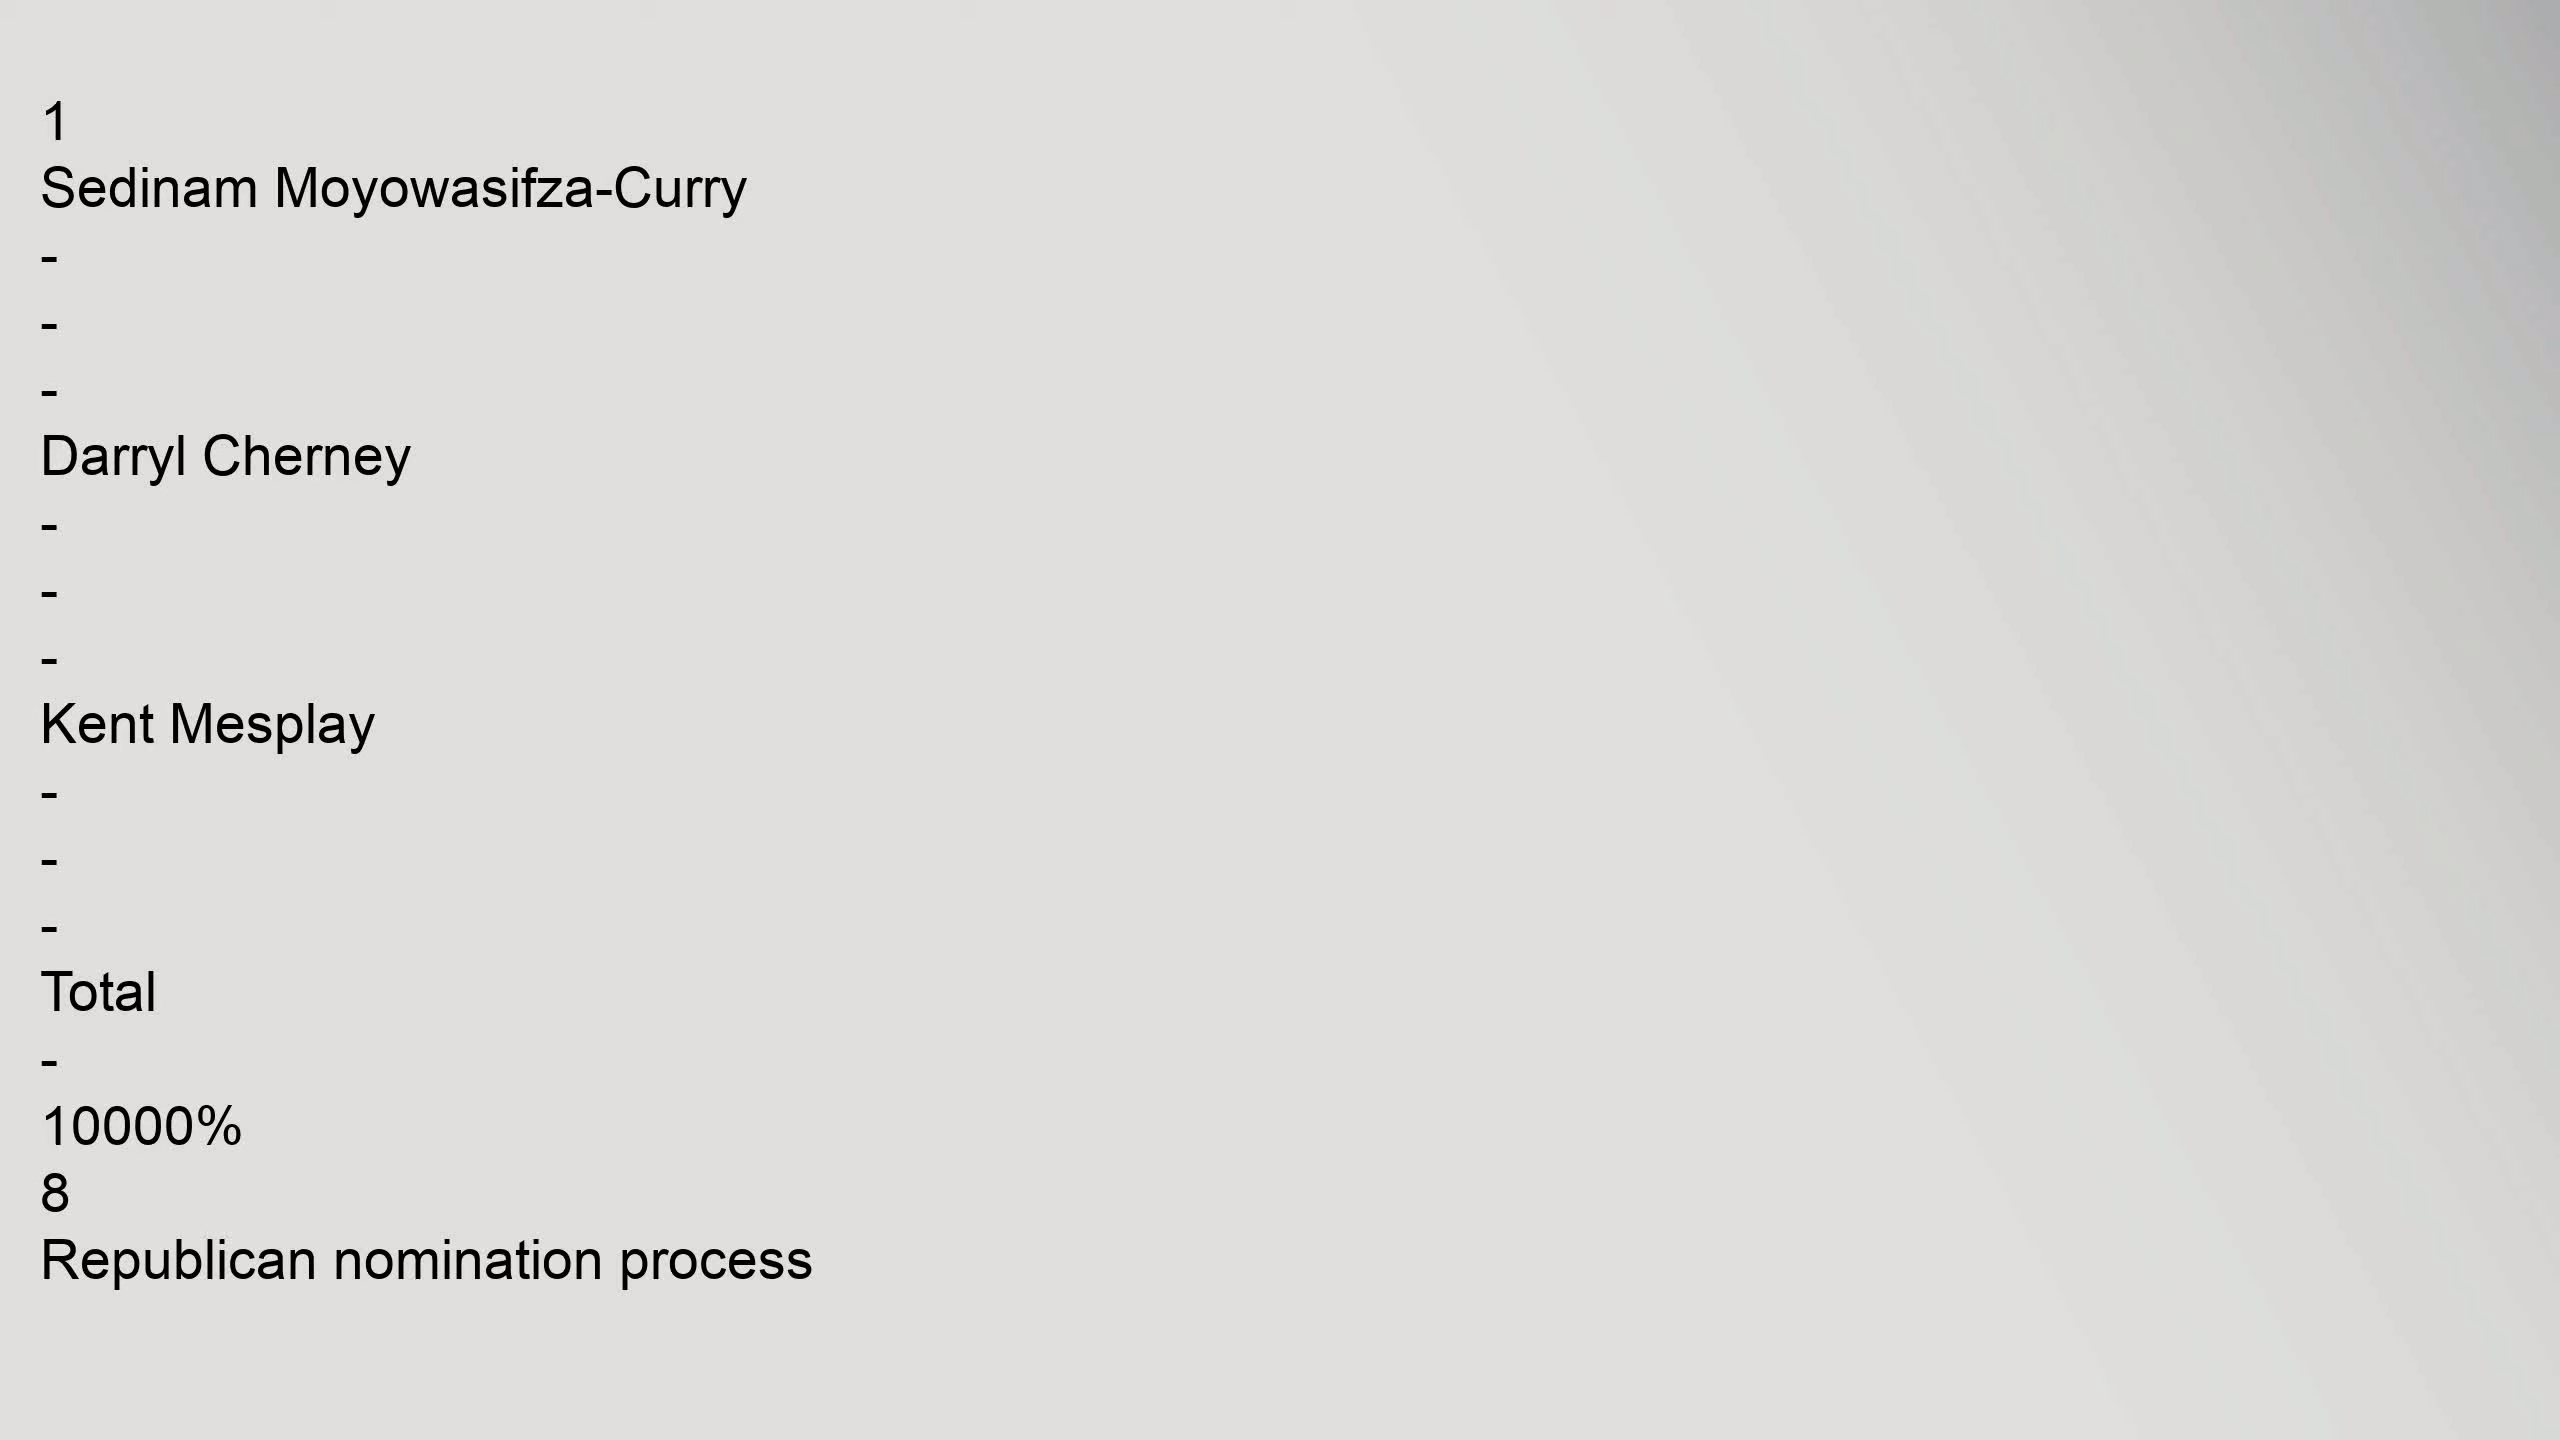 1
Sedinam Moyowasifza-Curry
-
-
-
Darryl Cherney
-
-
-
Kent Mesplay
-
-
-
Total
-
10000%
8
Republican nomination process